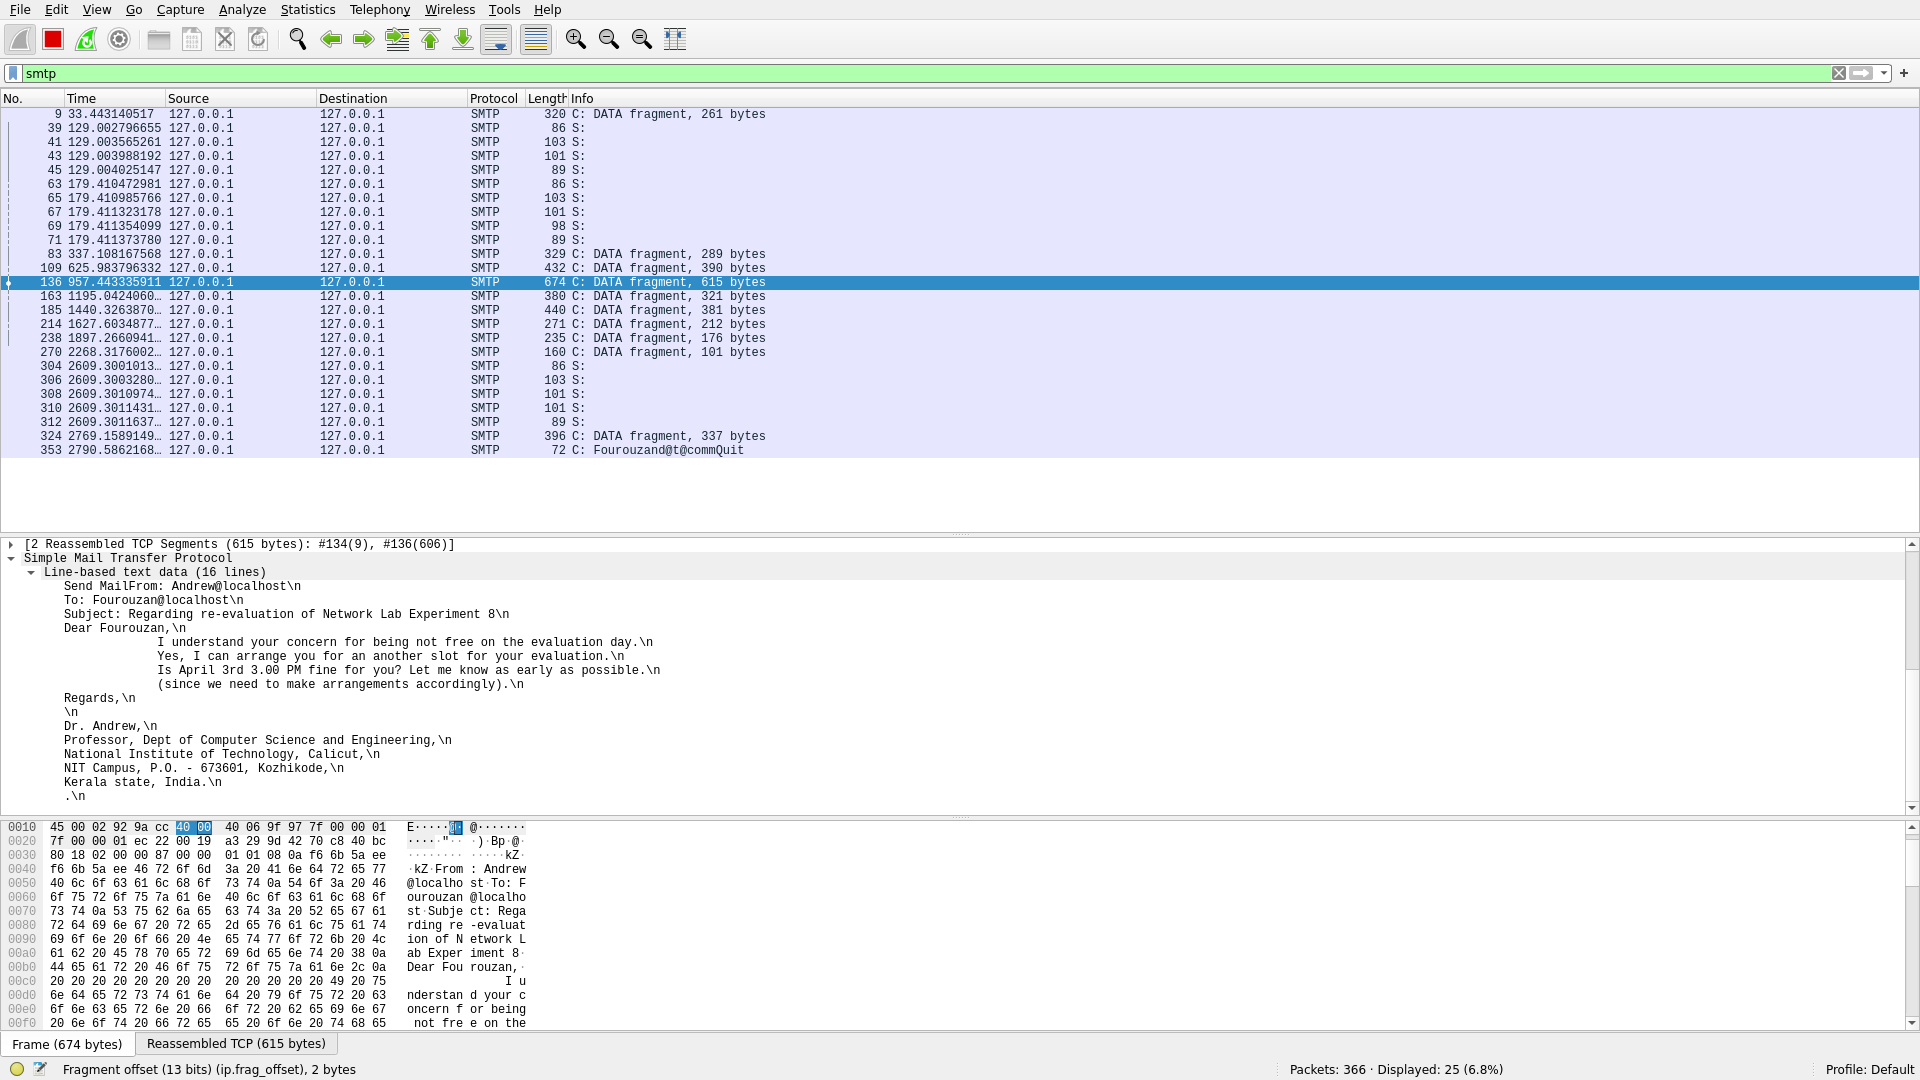 File Edit View Go Capture Analyze Statistics Telephony Wireless Tools Help
smtp
No. Time Source Destination Protocol Length Info
9 33.443140517 127.0.0.1 127.0.0.1 SMTP 320 C: DATA fragment, 261 bytes
39 129.002796655 127.0.0.1 127.0.0.1 SMTP 86 S:
41 129.003565261 127.0.0.1 127.0.0.1 SMTP 103 S:
43 129.003988192 127.0.0.1 127.0.0.1 SMTP 101 S:
45 129.004025147 127.0.0.1 127.0.0.1 SMTP 89 S:
63 179.410472981 127.0.0.1 127.0.0.1 SMTP 86 S:
65 179.410985766 127.0.0.1 127.0.0.1 SMTP 103 S:
67 179.411323178 127.0.0.1 127.0.0.1 SMTP 101 S:
69 179.411354099 127.0.0.1 127.0.0.1 SMTP 98 S:
71 179.411373780 127.0.0.1 127.0.0.1 SMTP 89 S:
83 337.108167568 127.0.0.1 127.0.0.1 SMTP 329 C: DATA fragment, 289 bytes
109 625.983796332 127.0.0.1 127.0.0.1 SMTP 432 C: DATA fragment, 390 bytes
136 957.443335911 127.0.0.1 127.0.0.1 SMTP 674 C: DATA fragment, 615 bytes
163 1195.0424060… 127.0.0.1 127.0.0.1 SMTP 380 C: DATA fragment, 321 bytes
185 1440.3263870… 127.0.0.1 127.0.0.1 SMTP 440 C: DATA fragment, 381 bytes
214 1627.6034877… 127.0.0.1 127.0.0.1 SMTP 271 C: DATA fragment, 212 bytes
238 1897.2660941… 127.0.0.1 127.0.0.1 SMTP 235 C: DATA fragment, 176 bytes
270 2268.3176002… 127.0.0.1 127.0.0.1 SMTP 160 C: DATA fragment, 101 bytes
304 2609.3001013… 127.0.0.1 127.0.0.1 SMTP 86 S:
306 2609.3003280… 127.0.0.1 127.0.0.1 SMTP 103 S:
308 2609.3010974… 127.0.0.1 127.0.0.1 SMTP 101 S:
310 2609.3011431… 127.0.0.1 127.0.0.1 SMTP 101 S:
312 2609.3011637… 127.0.0.1 127.0.0.1 SMTP 89 S:
324 2769.1589149… 127.0.0.1 127.0.0.1 SMTP 396 C: DATA fragment, 337 bytes
353 2790.5862168… 127.0.0.1 127.0.0.1 SMTP 72 C: Fourouzand@t@commQuit
[2 Reassembled TCP Segments (615 bytes): #134(9), #136(606)]
Simple Mail Transfer Protocol
Line-based text data (16 lines)
Send MailFrom: Andrew@localhost\n
To: Fourouzan@localhost\n
Subject: Regarding re-evaluation of Network Lab Experiment 8\n
Dear Fourouzan,\n
I understand your concern for being not free on the evaluation day.\n
Yes, I can arrange you for an another slot for your evaluation.\n
Is April 3rd 3.00 PM fine for you? Let me know as early as possible.\n
(since we need to make arrangements accordingly).\n
Regards,\n
\n
Dr. Andrew,\n
Professor, Dept of Computer Science and Engineering,\n
National Institute of Technology, Calicut,\n
NIT Campus, P.O. - 673601, Kozhikode,\n
Kerala state, India.\n
.\n
0010 45 00 02 92 9a cc 40 00 40 06 9f 97 7f 00 00 01 E·····@· @·······
0020 7f 00 00 01 ec 22 00 19 a3 29 9d 42 70 c8 40 bc ·····"·· ·)·Bp·@·
0030 80 18 02 00 00 87 00 00 01 01 08 0a f6 6b 5a ee ········ ·····kZ·
0040 f6 6b 5a ee 46 72 6f 6d 3a 20 41 6e 64 72 65 77 ·kZ·From : Andrew
0050 40 6c 6f 63 61 6c 68 6f 73 74 0a 54 6f 3a 20 46 @localho st·To: F
0060 6f 75 72 6f 75 7a 61 6e 40 6c 6f 63 61 6c 68 6f ourouzan @localho
0070 73 74 0a 53 75 62 6a 65 63 74 3a 20 52 65 67 61 st·Subje ct: Rega
0080 72 64 69 6e 67 20 72 65 2d 65 76 61 6c 75 61 74 rding re -evaluat
0090 69 6f 6e 20 6f 66 20 4e 65 74 77 6f 72 6b 20 4c ion of N etwork L
00a0 61 62 20 45 78 70 65 72 69 6d 65 6e 74 20 38 0a ab Exper iment 8·
00b0 44 65 61 72 20 46 6f 75 72 6f 75 7a 61 6e 2c 0a Dear Fou rouzan,·
00c0 20 20 20 20 20 20 20 20 20 20 20 20 20 49 20 75 I u
00d0 6e 64 65 72 73 74 61 6e 64 20 79 6f 75 72 20 63 nderstan d your c
00e0 6f 6e 63 65 72 6e 20 66 6f 72 20 62 65 69 6e 67 oncern f or being
00f0 20 6e 6f 74 20 66 72 65 65 20 6f 6e 20 74 68 65 not fre e on the
Frame (674 bytes) Reassembled TCP (615 bytes)
Fragment offset (13 bits) (ip.frag_offset), 2 bytes Packets: 366 · Displayed: 25 (6.8%) Profile: Default